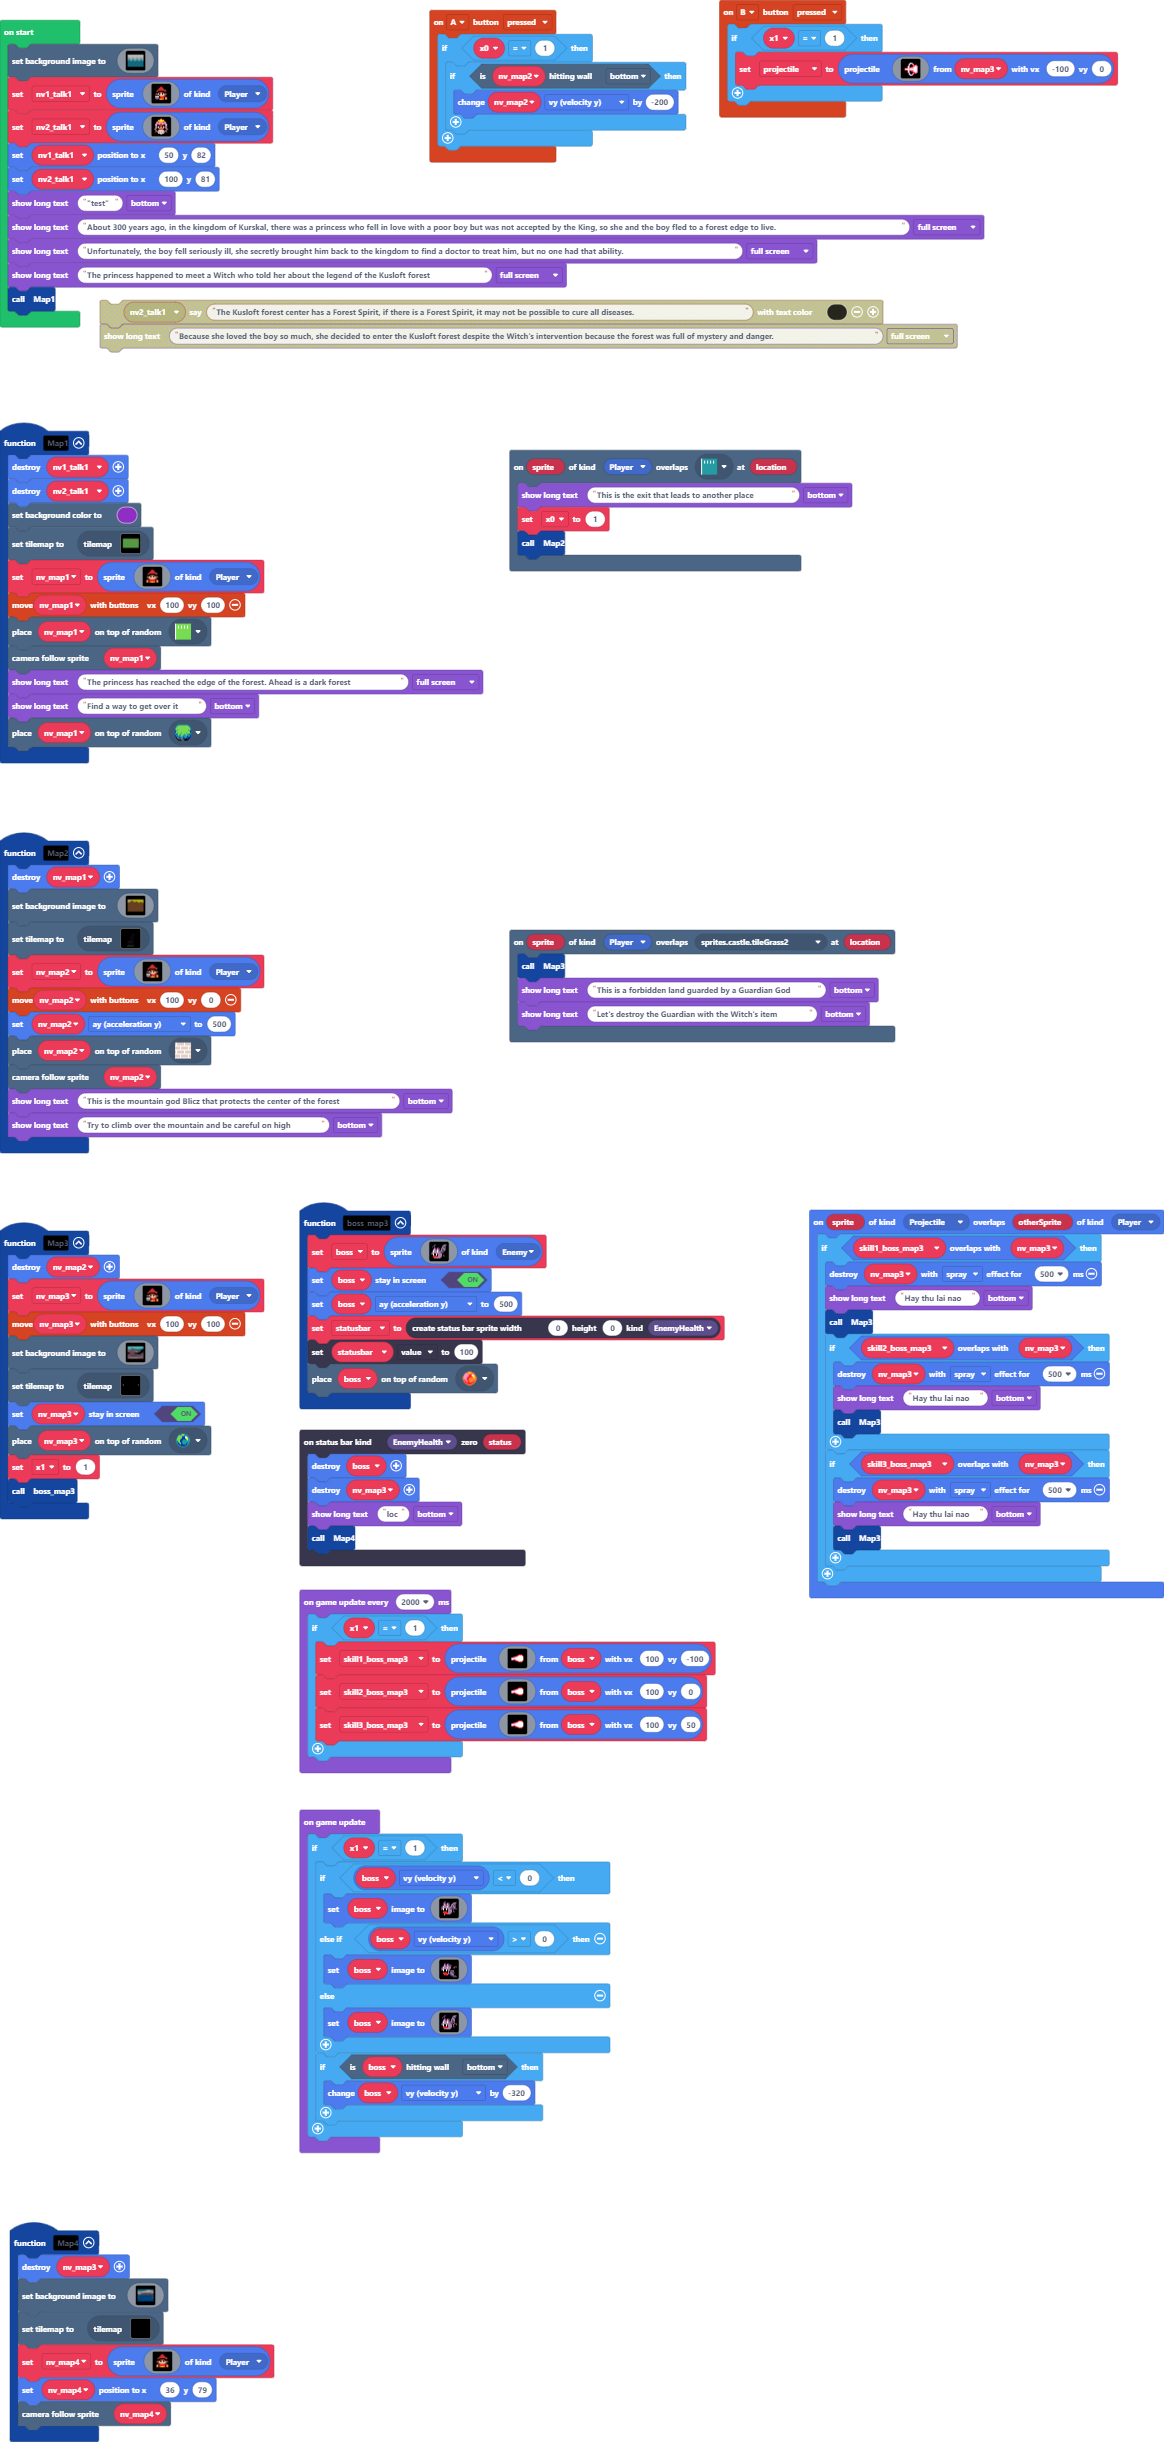 on start
set background image to
set nv1_talk1 to sprite of kind Player
set nv2_talk1 to sprite of kind Player
set nv1_talk1 position to x 50 y 82
set nv2_talk1 position to x 100 y 81
show long text ""test" " bottom
show long text "About 300 years ago, in the kingdom of Kurskal, there was a princess who fell in love with a poor boy but was not accepted by the King, so she and the boy fled to a forest edge to live. " full screen
show long text "Unfortunately, the boy fell seriously ill, she secretly brought him back to the kingdom to find a doctor to treat him, but no one had that ability. " full screen
show long text "The princess happened to meet a Witch who told her about the legend of the Kusloft forest " full screen
call Map1
nv2_talk1 say "The Kusloft forest center has a Forest Spirit, if there is a Forest Spirit, it may not be possible to cure all diseases. " with text color
show long text "Because she loved the boy so much, she decided to enter the Kusloft forest despite the Witch's intervention because the forest was full of mystery and danger. " full screen
on A button pressed
if x0 = 1 then
if is nv_map2 hitting wall bottom then
change nv_map2 vy (velocity y) by -200
on B button pressed
if x1 = 1 then
set projectile to projectile from nv_map3 with vx -100 vy 0
function Map1
destroy nv1_talk1
destroy nv2_talk1
set background color to
set tilemap to tilemap
set nv_map1 to sprite of kind Player
move nv_map1 with buttons vx 100 vy 100
place nv_map1 on top of random
camera follow sprite nv_map1
show long text "The princess has reached the edge of the forest. Ahead is a dark forest " full screen
show long text "Find a way to get over it " bottom
place nv_map1 on top of random
on sprite of kind Player overlaps at location
show long text "This is the exit that leads to another place " bottom
set x0 to 1
call Map2
function Map2
destroy nv_map1
set background image to
set tilemap to tilemap
set nv_map2 to sprite of kind Player
move nv_map2 with buttons vx 100 vy 0
set nv_map2 ay (acceleration y) to 500
place nv_map2 on top of random
camera follow sprite nv_map2
show long text "This is the mountain god Blicz that protects the center of the forest " bottom
show long text "Try to climb over the mountain and be careful on high " bottom
on sprite of kind Player overlaps sprites.castle.tileGrass2 at location
call Map3
show long text "This is a forbidden land guarded by a Guardian God " bottom
show long text "Let's destroy the Guardian with the Witch's item " bottom
function Map3
destroy nv_map2
set nv_map3 to sprite of kind Player
move nv_map3 with buttons vx 100 vy 100
set background image to
set tilemap to tilemap
set nv_map3 stay in screen ON
place nv_map3 on top of random
set x1 to 1
call boss_map3
function boss map3
set boss to sprite of kind Enemy
set boss stay in screen ON
set boss ay (acceleration y) to 500
set statusbar to create status bar sprite width 0 height 0 kind EnemyHealth
set statusbar value to 100
place boss on top of random
on status bar kind EnemyHealth zero status
destroy boss
destroy nv_map3
show long text "loc" bottom
call Map4
on sprite of kind Projectile overlaps otherSprite of kind Player
if skill1_boss_map3 overlaps with nv_map3 then
destroy nv_map3 with spray effect for 500 ms
show long text "Hay thu lai nao " bottom
call Map3
if skill2_boss_map3 overlaps with nv_map3 then
destroy nv_map3 with spray effect for 500 ms
show long text "Hay thu lai nao " bottom
call Map3
if skill3_boss_map3 overlaps with nv_map3 then
destroy nv_map3 with spray effect for 500 ms
show long text "Hay thu lai nao " bottom
call Map3
on game update every 2000 ms
if x1 = 1 then
set skill1_boss_map3 to projectile from boss with vx 100 vy -100
set skill2_boss_map3 to projectile from boss with vx 100 vy 0
set skill3_boss_map3 to projectile from boss with vx 100 vy 50
on game update
if x1 = 1 then
if boss vy (velocity y) < 0 then
set boss image to
else if boss vy (velocity y) > 0 then
set boss image to
else
set boss image to
if is boss hitting wall bottom then
change boss vy (velocity y) by -320
function Map4
destroy nv_map3
set background image to
set tilemap to tilemap
set nv_map4 to sprite of kind Player
set nv_map4 position to x 36 y 79
camera follow sprite nv_map4